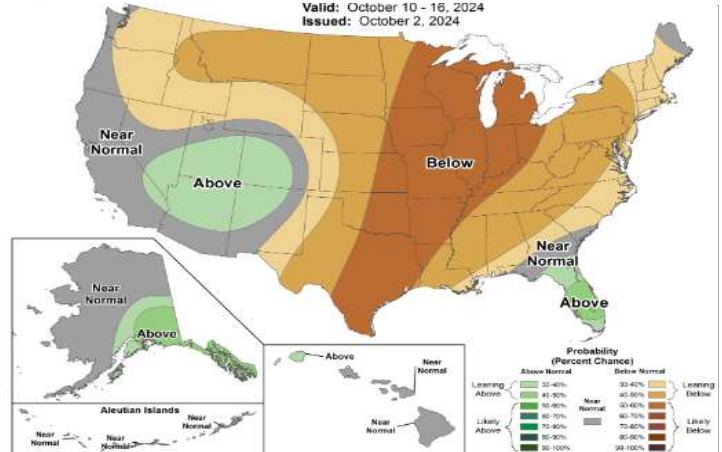 Valid: October 10 - 16, 2024
Issued: October 2, 2024
Near
Normal
Above
Below
Near
Normal
Above
Near
Normal
Above
Above
Near
Normal
Near
Normal
Aleutian Islands
Near
Normal
Near
Normal
Near
Normal
Probability
(Percent Chance)
Above Normal
Below Normal
Leaning
Above
Likely
Above
33-40%
40-50%
50-60%
60-70%
70-80%
80-90%
90-100%
Near
Normal
33-40%
40-50%
50-60%
60-70%
70-80%
80-90%
90-100%
Leaning
Below
Likely
Below